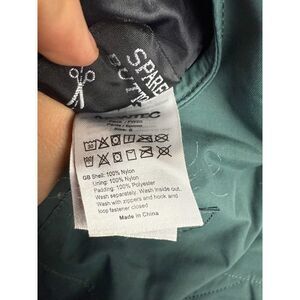 SPARE
BUTT
GB Shell: 100% Nylon
Lining: 100% Nylon
Padding: 100% Polyester
Wash separately. Wash inside out,
wash with zippers and hook and
loop fastener closed
Made in China